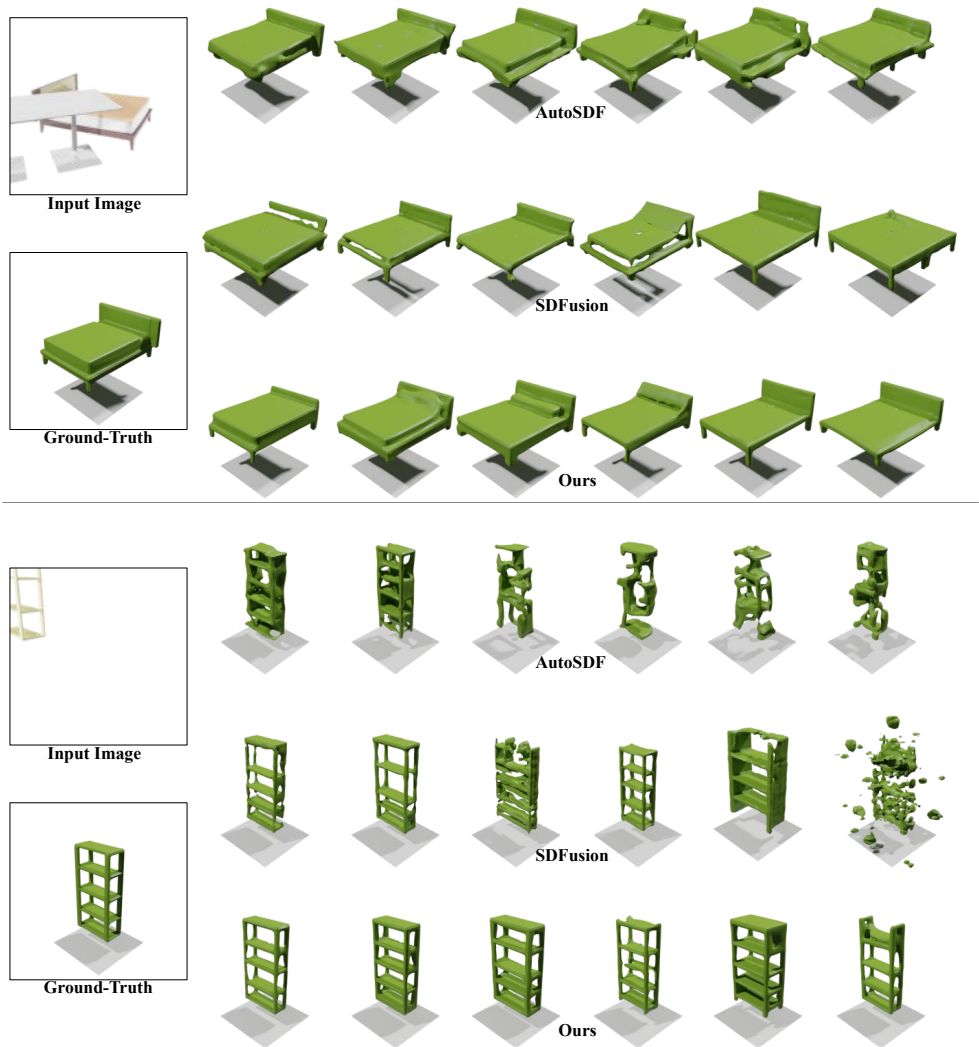 AutoSDF
Input Image
SDFusion
Ground-Truth
Ours
AutoSDF
Input Image
SDFusion
Ground-Truth
Ours